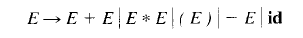 E → E + E | E * E | ( E ) | − E | id